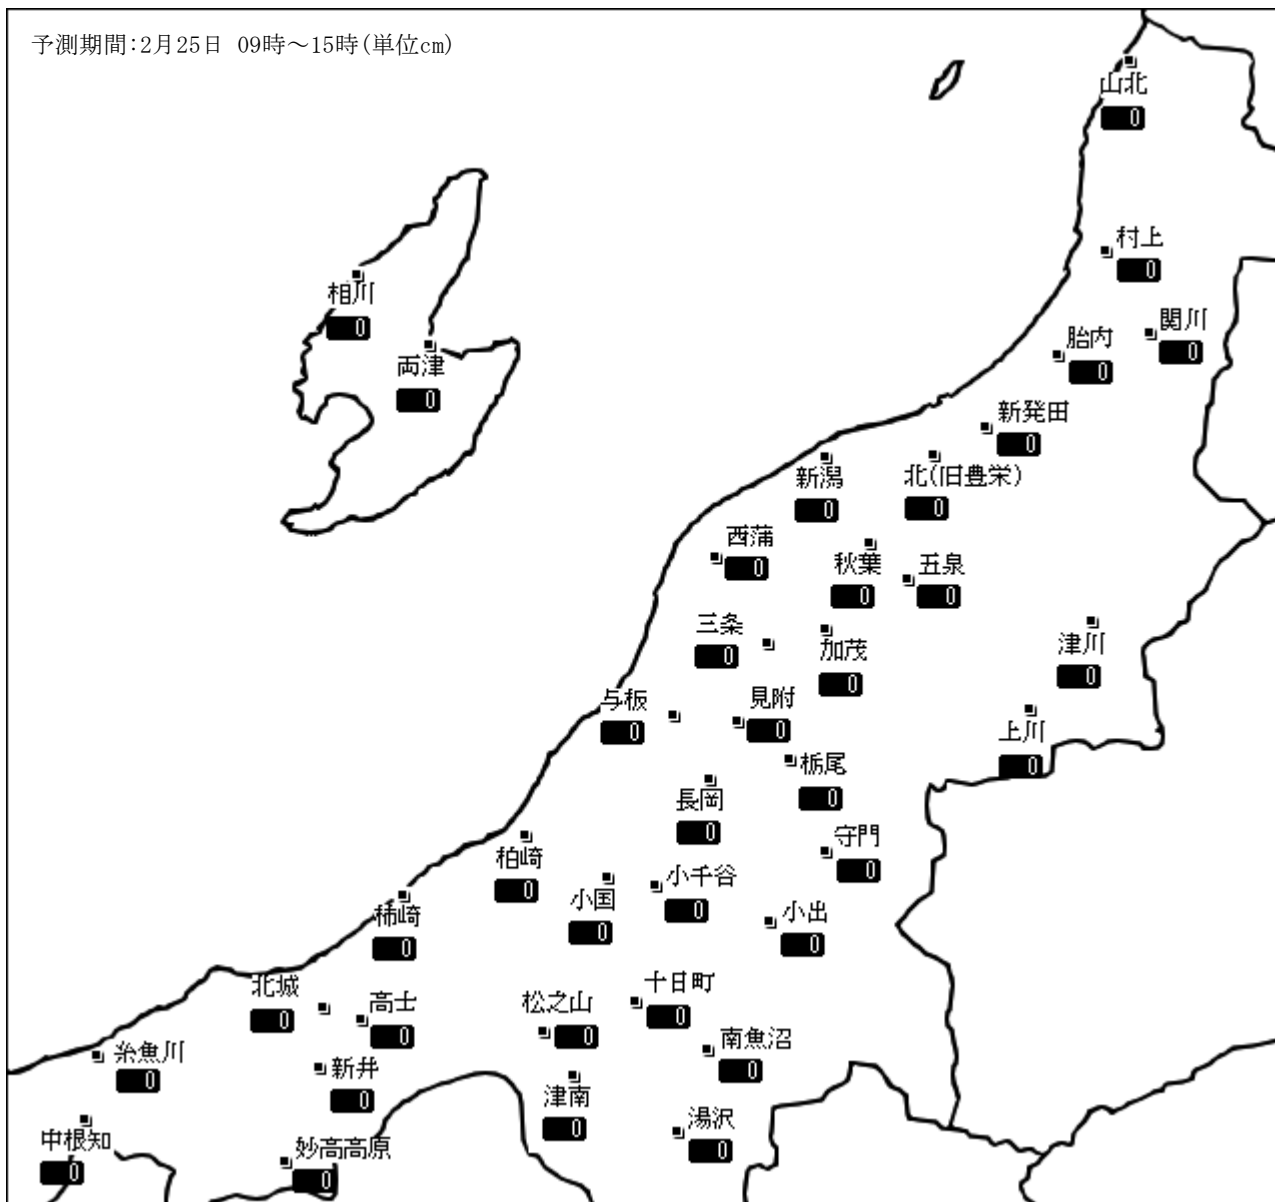 予測期間:2月25日 09時～15時(単位cm)
山北
0
村上
0
相川
0
関川
0
胎内
0
両津
0
新発田
0
新潟
0
北(旧豊栄)
0
西蒲
0
秋葉
0
五泉
0
三条
0
加茂
0
津川
0
与板
0
見附
0
上川
0
栃尾
0
長岡
0
守門
0
柏崎
0
小国
0
小千谷
0
小出
0
柿崎
0
北城
0
高士
0
松之山
0
十日町
0
南魚沼
0
糸魚川
0
新井
0
津南
0
湯沢
0
中根知
0
妙高高原
0